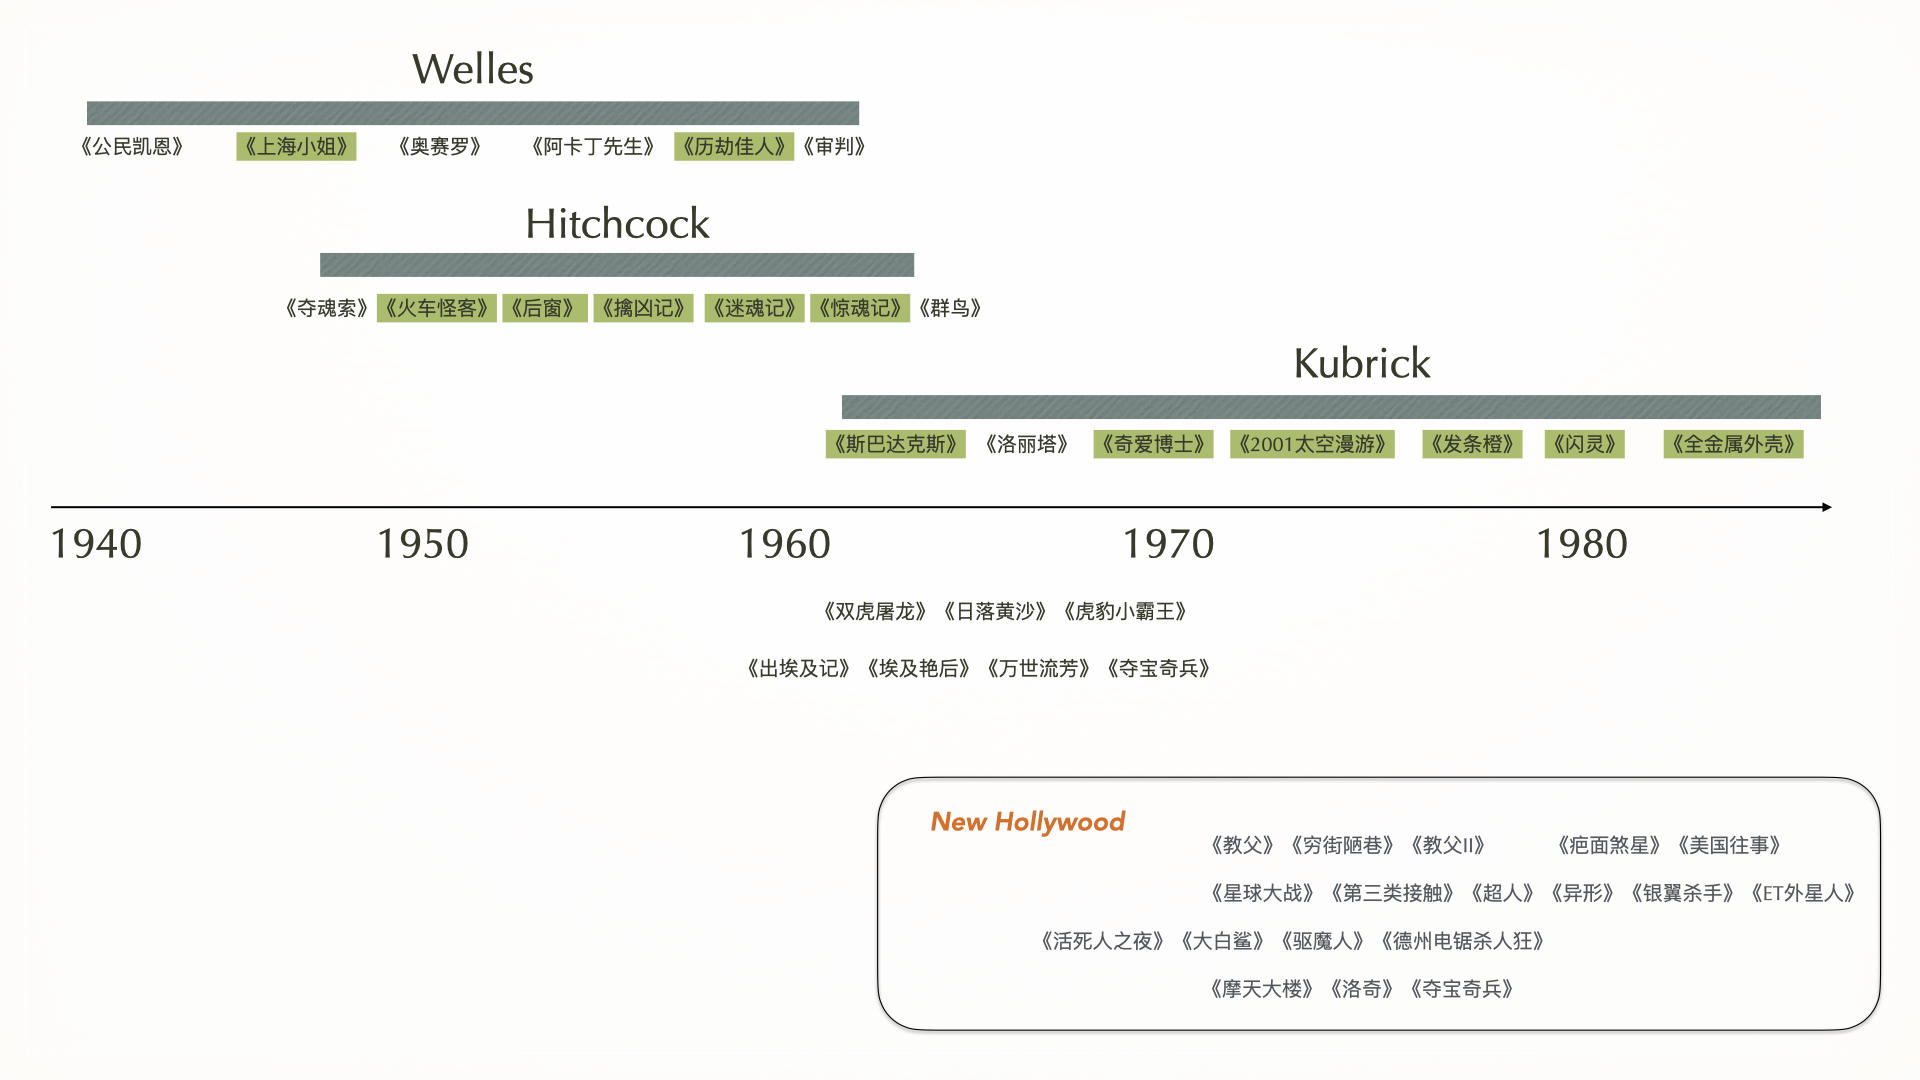 Welles
《公民凯恩》 《上海小姐》 《奥赛罗》 《阿卡丁先生》 《历劫佳人》 《审判》
Hitchcock
《夺魂索》 《火车怪客》 《后窗》 《擒凶记》 《迷魂记》 《惊魂记》 《群鸟》
Kubrick
《斯巴达克斯》 《洛丽塔》 《奇爱博士》 《2001太空漫游》 《发条橙》 《闪灵》 《全金属外壳》
1940 1950 1960 1970 1980
《双虎屠龙》《日落黄沙》《虎豹小霸王》
《出埃及记》《埃及艳后》《万世流芳》《夺宝奇兵》
New Hollywood
《教父》《穷街陋巷》《教父II》 《疤面煞星》《美国往事》
《星球大战》《第三类接触》《超人》《异形》《银翼杀手》《ET外星人》
《活死人之夜》《大白鲨》《驱魔人》《德州电锯杀人狂》
《摩天大楼》《洛奇》《夺宝奇兵》